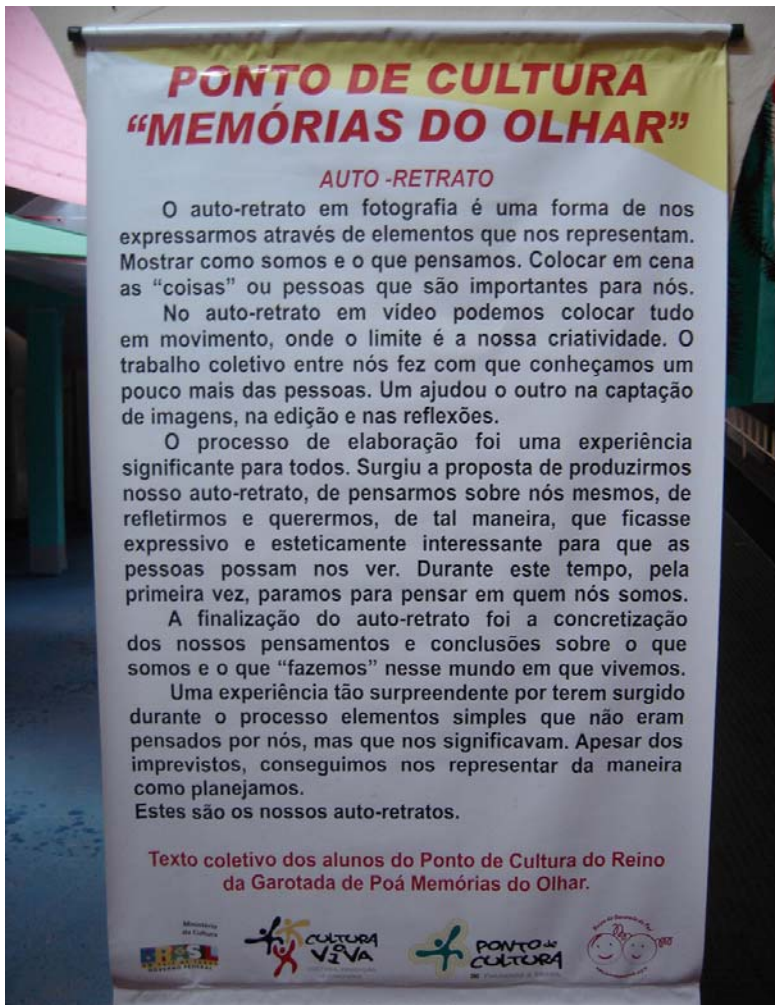 PONTO DE CULTURA
“MEMÓRIAS DO OLHAR”
AUTO -RETRATO
O auto-retrato em fotografia é uma forma de nos
expressarmos através de elementos que nos representam.
Mostrar como somos e o que pensamos. Colocar em cena
as “coisas” ou pessoas que são importantes para nós.
No auto-retrato em vídeo podemos colocar tudo
em movimento, onde o limite é a nossa criatividade. O
trabalho coletivo entre nós fez com que conheçamos um
pouco mais das pessoas. Um ajudou o outro na captação
de imagens, na edição e nas reflexões.
O processo de elaboração foi uma experiência
significante para todos. Surgiu a proposta de produzirmos
nosso auto-retrato, de pensarmos sobre nós mesmos, de
refletirmos e querermos, de tal maneira, que ficasse
expressivo e esteticamente interessante para que as
pessoas possam nos ver. Durante este tempo, pela
primeira vez, paramos para pensar em quem nós somos.
A finalização do auto-retrato foi a concretização
dos nossos pensamentos e conclusões sobre o que
somos e o que “fazemos” nesse mundo em que vivemos.
Uma experiência tão surpreendente por terem surgido
durante o processo elementos simples que não eram
pensados por nós, mas que nos significavam. Apesar dos
imprevistos, conseguimos nos representar da maneira
como planejamos.
Estes são os nossos auto-retratos.
Texto coletivo dos alunos do Ponto de Cultura do Reino
da Garotada de Poá Memórias do Olhar.
Ministério
da Cultura
BRASIL
GOVERNO FEDERAL
CULTURA
VIVA
PONTO de
CULTURA